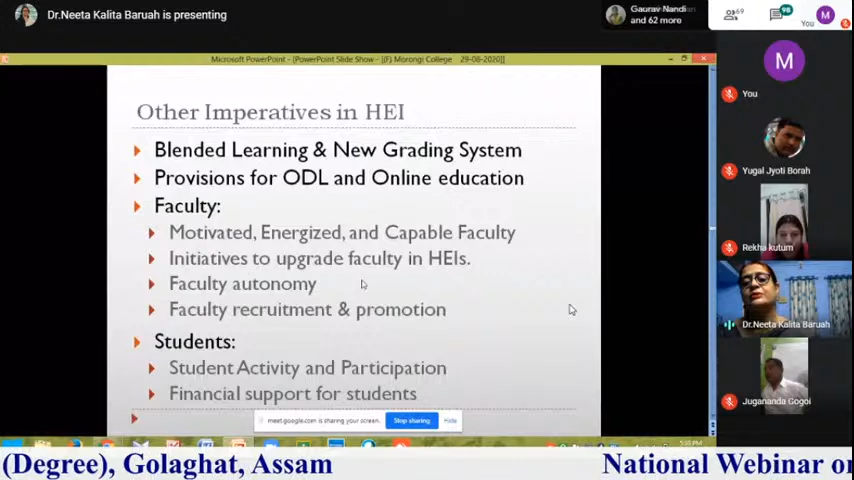 Dr.Neeta Kalita Baruah is presenting
Gaurav Nandi
and 62 more
69
98
You
M
Microsoft PowerPoint - [PowerPoint Slide Show - [(F) Morongi College 29-08-2020]]
Other Imperatives in HEI
Blended Learning & New Grading System
Provisions for ODL and Online education
Faculty:
Motivated, Energized, and Capable Faculty
Initiatives to upgrade faculty in HEIs.
Faculty autonomy
Faculty recruitment & promotion
Students:
Student Activity and Participation
Financial support for students
meet.google.com is sharing your screen.
Stop sharing
Hide
M
You
Yugal Jyoti Borah
Rekha kutum
Dr.Neeta Kalita Baruah
Jugananda Gogoi
(Degree), Golaghat, Assam
National Webinar